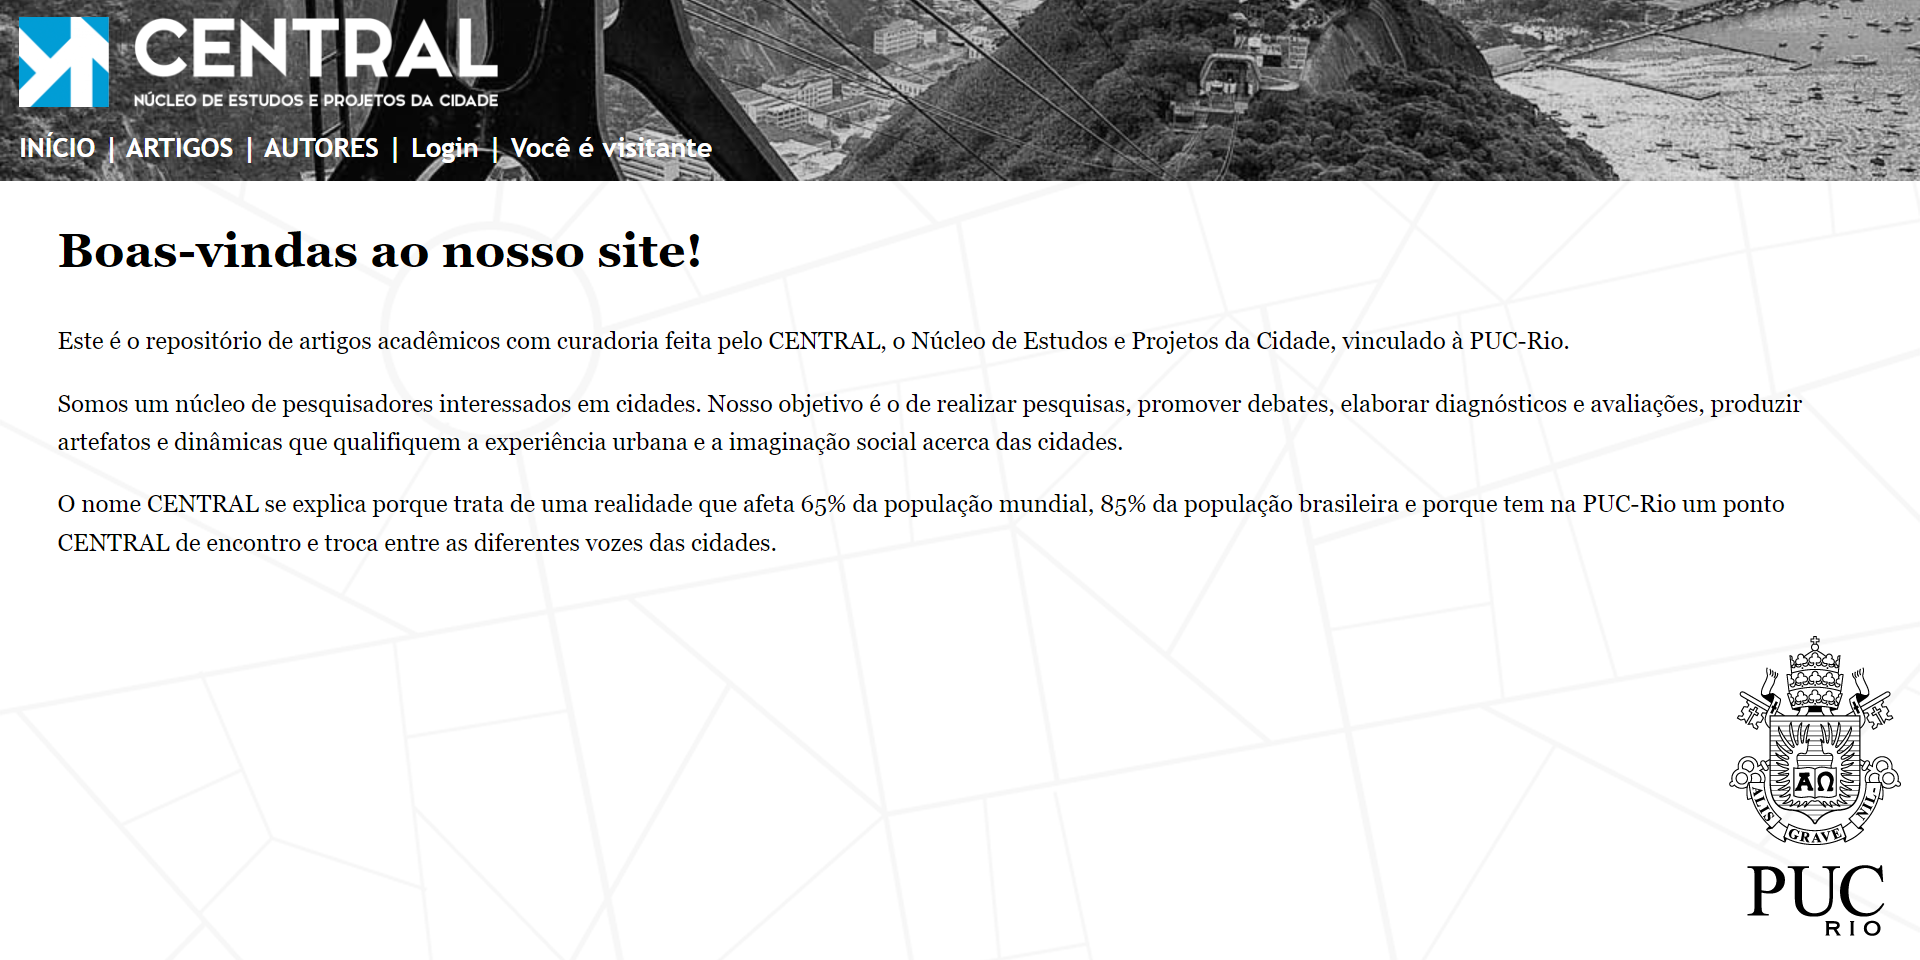 CENTRAL
NÚCLEO DE ESTUDOS E PROJETOS DA CIDADE
INÍCIO | ARTIGOS | AUTORES | Login | Você é visitante
Boas-vindas ao nosso site!
Este é o repositório de artigos acadêmicos com curadoria feita pelo CENTRAL, o Núcleo de Estudos e Projetos da Cidade, vinculado à PUC-Rio.
Somos um núcleo de pesquisadores interessados em cidades. Nosso objetivo é o de realizar pesquisas, promover debates, elaborar diagnósticos e avaliações, produzir
artefatos e dinâmicas que qualifiquem a experiência urbana e a imaginação social acerca das cidades.
O nome CENTRAL se explica porque trata de uma realidade que afeta 65% da população mundial, 85% da população brasileira e porque tem na PUC-Rio um ponto
CENTRAL de encontro e troca entre as diferentes vozes das cidades.
ΑΩ
ALIS GRAVE NIL-
PUC
RIO